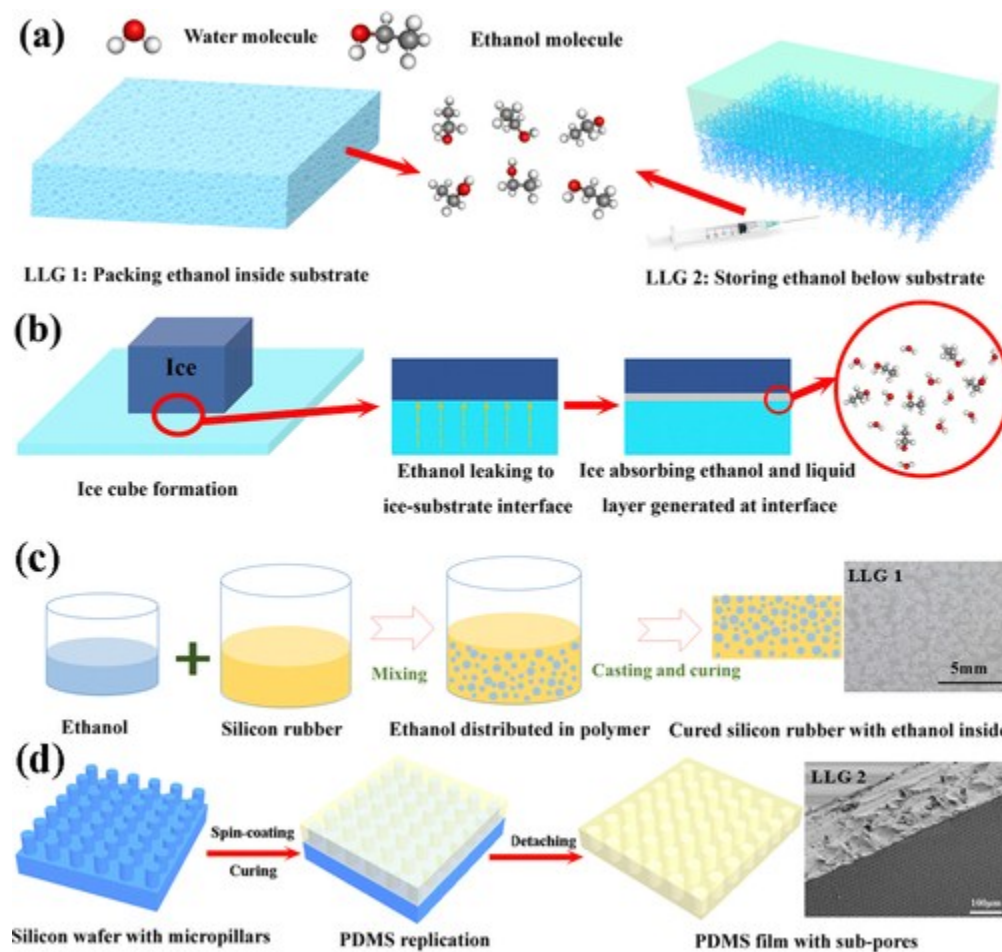 (a)
Water molecule
Ethanol molecule
LLG 1: Packing ethanol inside substrate
LLG 2: Storing ethanol below substrate
(b)
Ice
Ice cube formation
Ethanol leaking to
ice-substrate interface
Ice absorbing ethanol and liquid
layer generated at interface
(c)
Ethanol
Silicon rubber
Mixing
Ethanol distributed in polymer
Casting and curing
Cured silicon rubber with ethanol inside
LLG 1
5mm
(d)
Silicon wafer with micropillars
Spin-coating
Curing
PDMS replication
Detaching
PDMS film with sub-pores
LLG 2
100μm